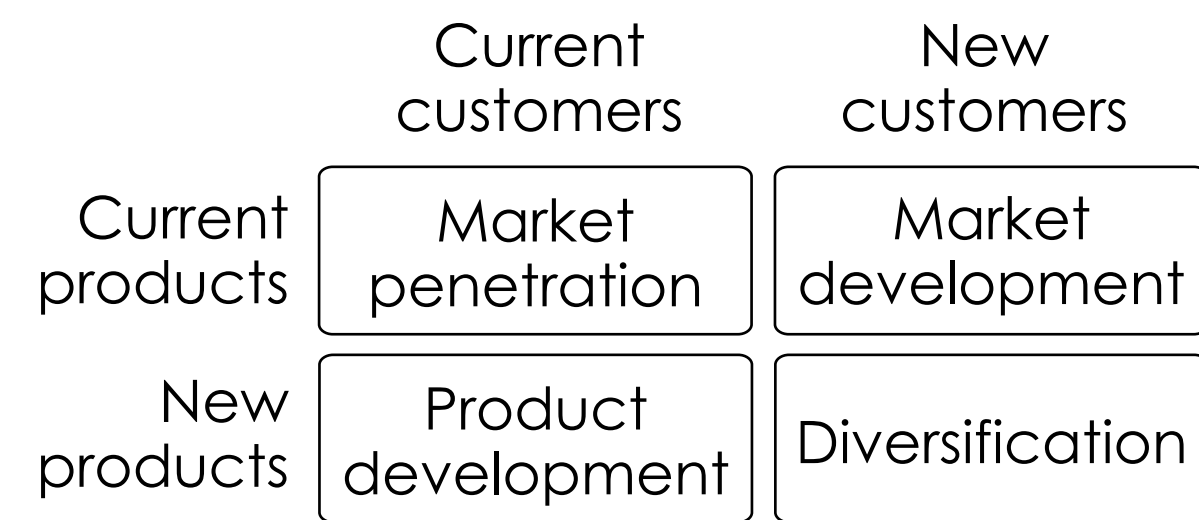 Current
customers
New
customers
Current
products
Market
penetration
Market
development
New
products
Product
development
Diversification